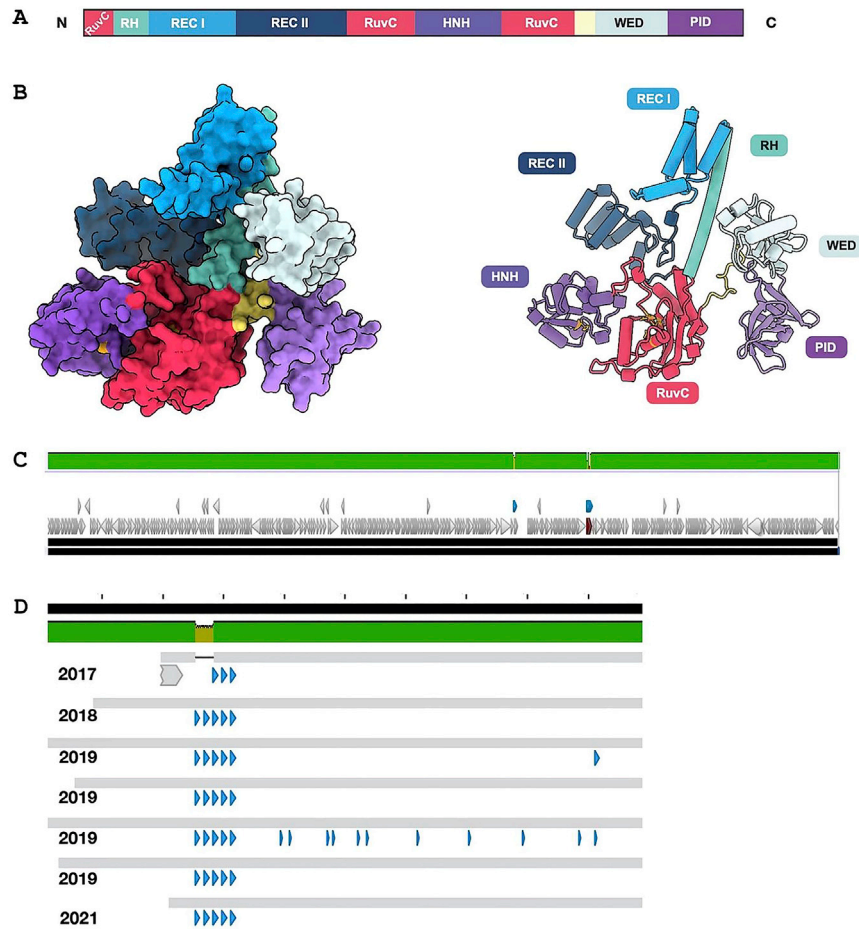 A N RuvC RH REC I REC II RuvC HNH RuvC WED PID C
B
REC I
RH
REC II
WED
HNH
PID
RuvC
C
D
2017
2018
2019
2019
2019
2019
2021